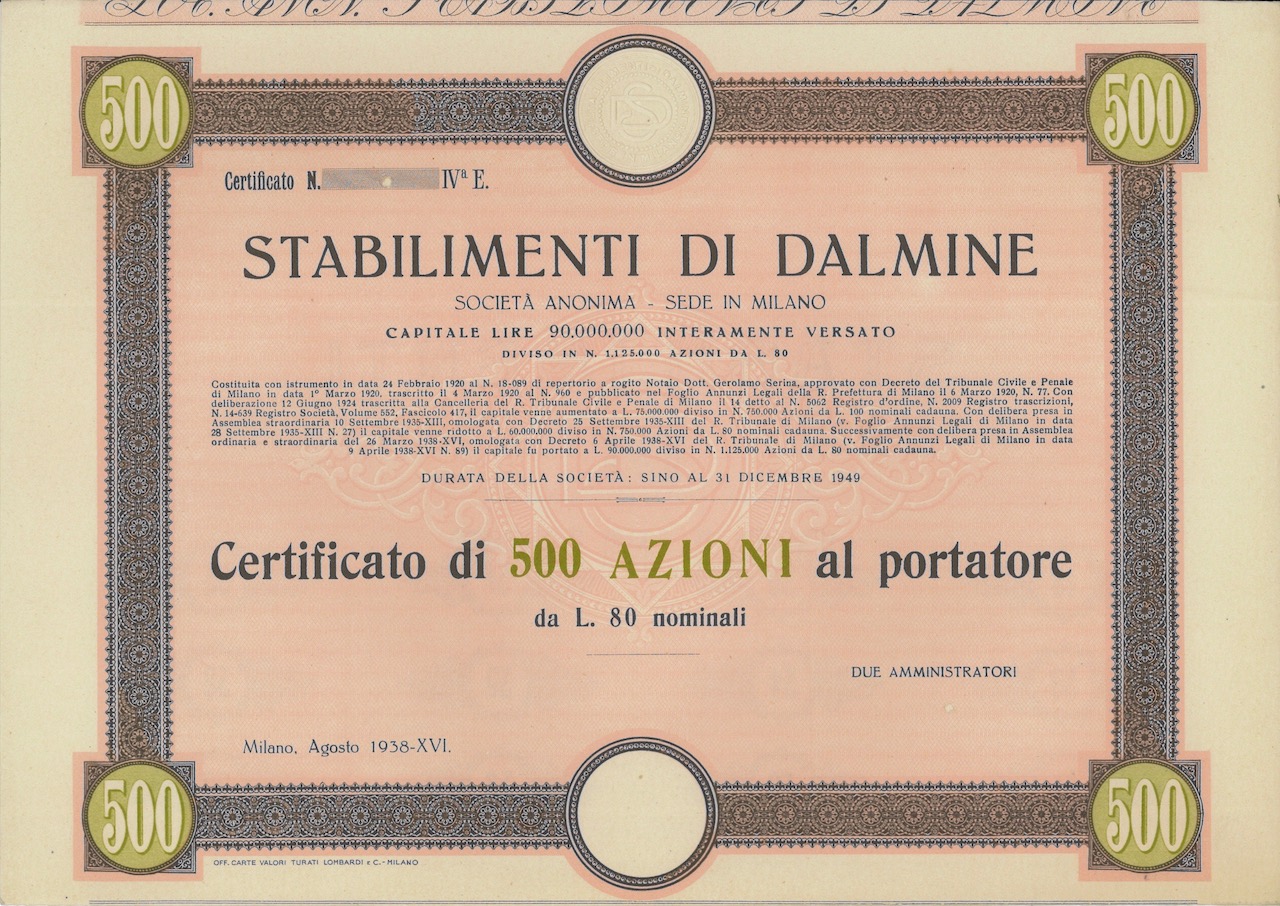 SOC. AN. STABILIMENTI DI DALMINE
500
500
Certificato N. IVª E.
STABILIMENTI DI DALMINE
SOCIETÀ ANONIMA - SEDE IN MILANO
CAPITALE LIRE 90.000.000 INTERAMENTE VERSATO
DIVISO IN N. 1.125.000 AZIONI DA L. 80
Costituita con istrumento in data 24 Febbraio 1920 al N. 18-089 di repertorio a rogito Notaio Dott. Gerolamo Serina, approvato con Decreto del Tribunale Civile e Penale
di Milano in data 1º Marzo 1920, trascritto il 4 Marzo 1920 al N. 960 e pubblicato nel Foglio Annunzi Legali della R. Prefettura di Milano il 6 Marzo 1920, N. 77. Con
deliberazione 12 Giugno 1924 trascritta alla Cancelleria del R. Tribunale Civile e Penale di Milano il 14 detto al N. 5062 Registro d'ordine, N. 2009 Registro trascrizioni,
N. 14-639 Registro Società, Volume 552, Fascicolo 417, il capitale venne aumentato a L. 75.000.000 diviso in N. 750.000 Azioni da L. 100 nominali cadauna. Con delibera presa in
Assemblea straordinaria 10 Settembre 1935-XIII, omologata con Decreto 25 Settembre 1935-XIII del R. Tribunale di Milano (v. Foglio Annunzi Legali di Milano in data
28 Settembre 1935-XIII N. 27) il capitale venne ridotto a L. 60.000.000 diviso in N. 750.000 Azioni da L. 80 nominali cadauna. Successivamente con delibera presa in Assemblea
ordinaria e straordinaria del 26 Marzo 1938-XVI, omologata con Decreto 6 Aprile 1938-XVI del R. Tribunale di Milano (v. Foglio Annunzi Legali di Milano in data
9 Aprile 1938-XVI N. 89) il capitale fu portato a L. 90.000.000 diviso in N. 1.125.000 Azioni da L. 80 nominali cadauna.
DURATA DELLA SOCIETÀ: SINO AL 31 DICEMBRE 1949
Certificato di 500 AZIONI al portatore
da L. 80 nominali
DUE AMMINISTRATORI
Milano, Agosto 1938-XVI.
500
500
OFF. CARTE VALORI TURATI LOMBARDI E C. - MILANO